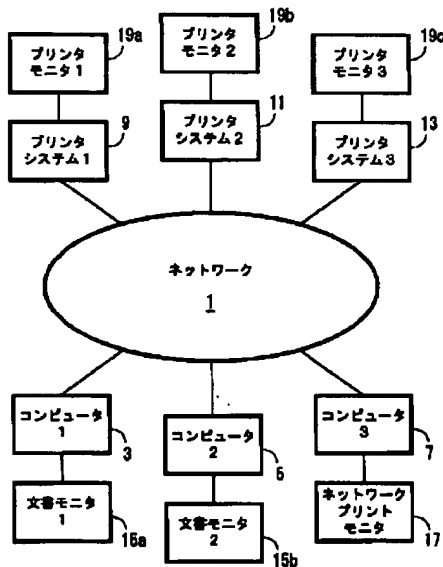 19a
19b
19c
プリンタ
モニタ1
プリンタ
モニタ2
プリンタ
モニタ3
9
11
13
プリンタ
システム1
プリンタ
システム2
プリンタ
システム3
ネットワーク
1
コンピュータ
1
コンピュータ
2
コンピュータ
3
3
5
7
文書モニタ
1
文書モニタ
2
ネットワーク
プリント
モニタ
15a
15b
17